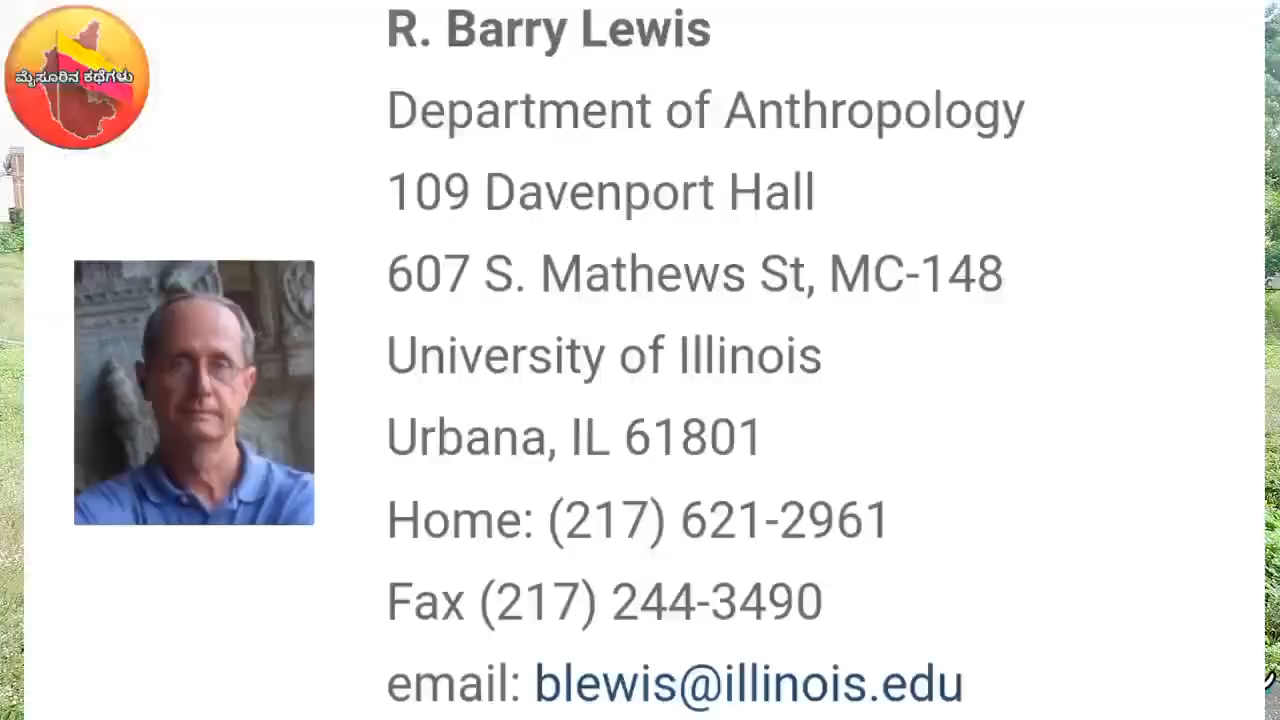 ಮೈಸೂರಿನ ಕಥೆಗಳು
R. Barry Lewis
Department of Anthropology
109 Davenport Hall
607 S. Mathews St, MC-148
University of Illinois
Urbana, IL 61801
Home: (217) 621-2961
Fax (217) 244-3490
email: blewis@illinois.edu